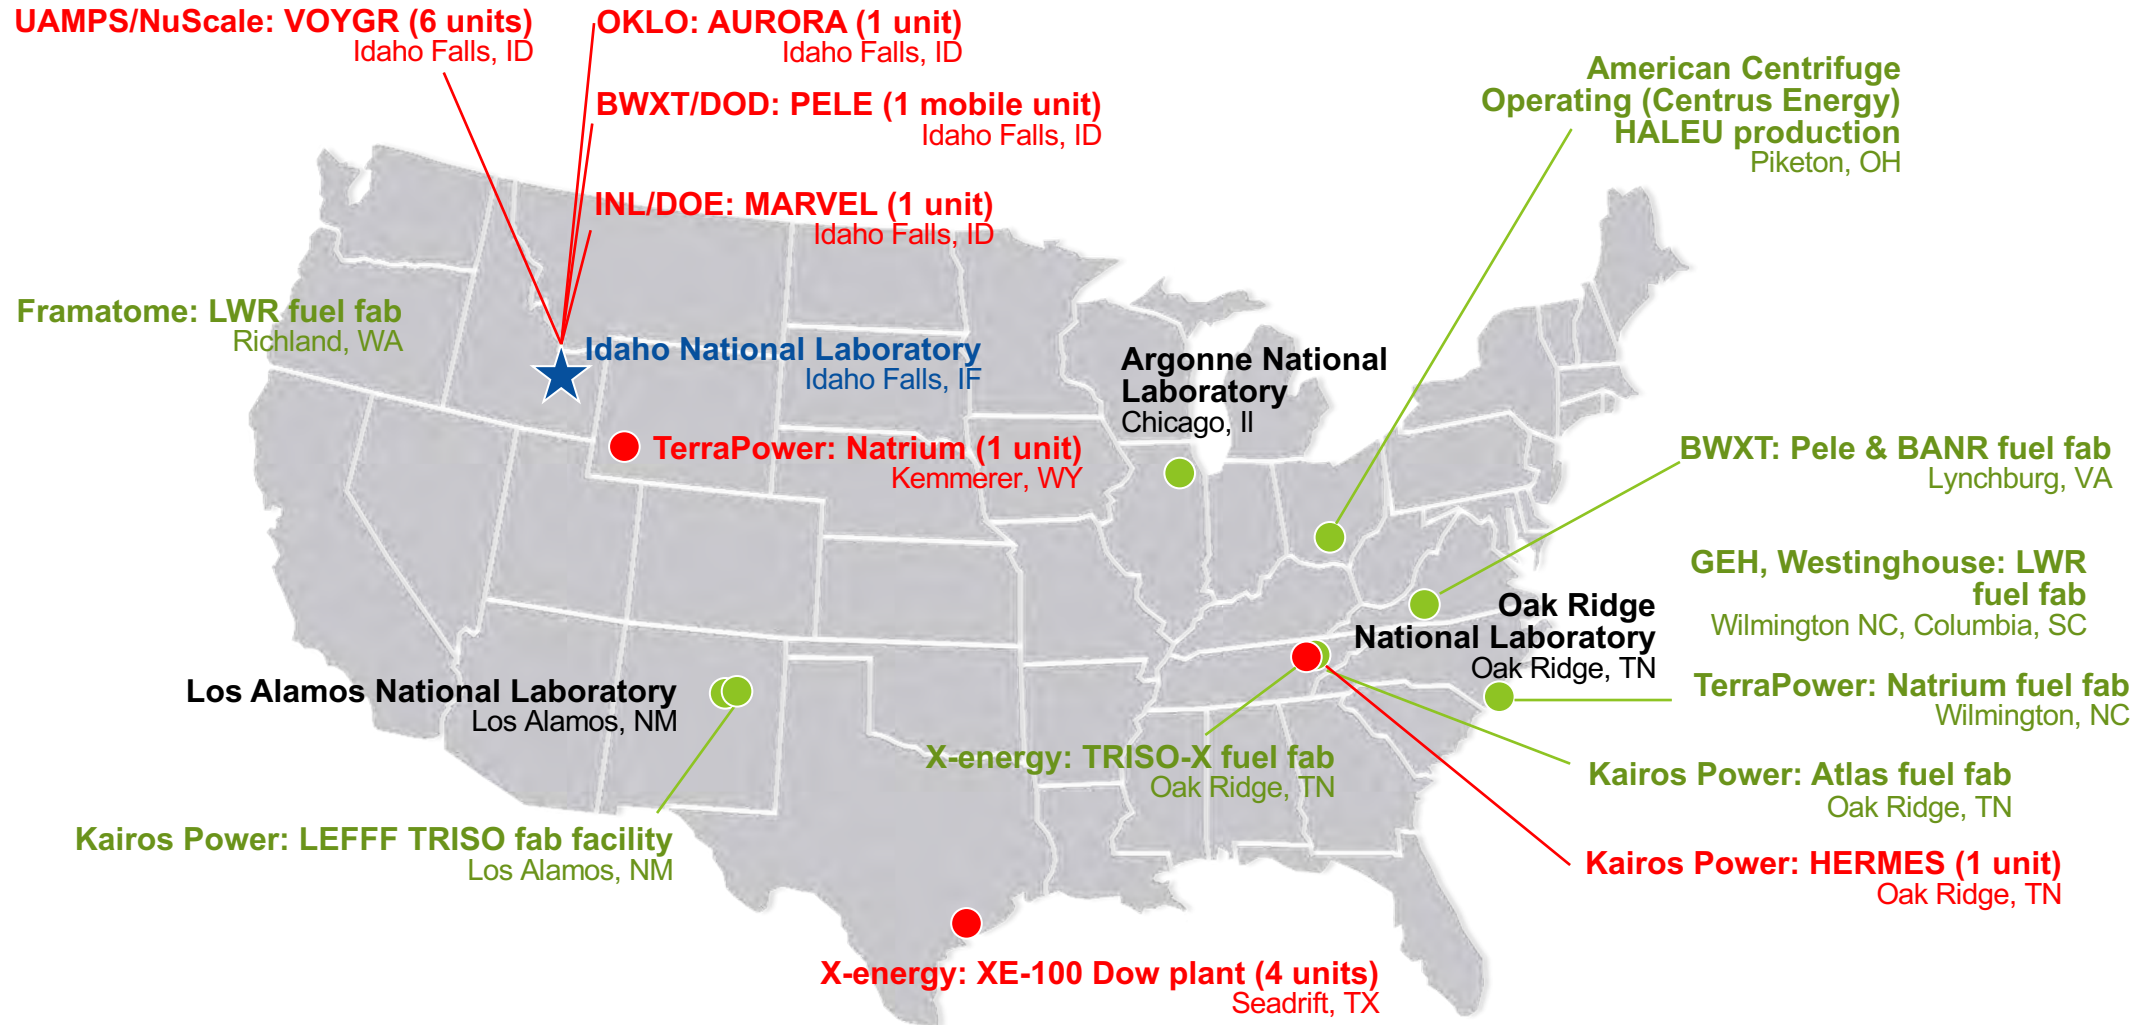 UAMPS/NuScale: VOYGR (6 units)
Idaho Falls, ID
OKLO: AURORA (1 unit)
Idaho Falls, ID
BWXT/DOD: PELE (1 mobile unit)
Idaho Falls, ID
INL/DOE: MARVEL (1 unit)
Idaho Falls, ID
American Centrifuge
Operating (Centrus Energy)
HALEU production
Piketon, OH
Framatome: LWR fuel fab
Richland, WA
Idaho National Laboratory
Idaho Falls, IF
Argonne National
Laboratory
Chicago, Il
TerraPower: Natrium (1 unit)
Kemmerer, WY
BWXT: Pele & BANR fuel fab
Lynchburg, VA
GEH, Westinghouse: LWR
fuel fab
Wilmington NC, Columbia, SC
Oak Ridge
National Laboratory
Oak Ridge, TN
Los Alamos National Laboratory
Los Alamos, NM
TerraPower: Natrium fuel fab
Wilmington, NC
X-energy: TRISO-X fuel fab
Oak Ridge, TN
Kairos Power: Atlas fuel fab
Oak Ridge, TN
Kairos Power: LEFFF TRISO fab facility
Los Alamos, NM
Kairos Power: HERMES (1 unit)
Oak Ridge, TN
X-energy: XE-100 Dow plant (4 units)
Seadrift, TX